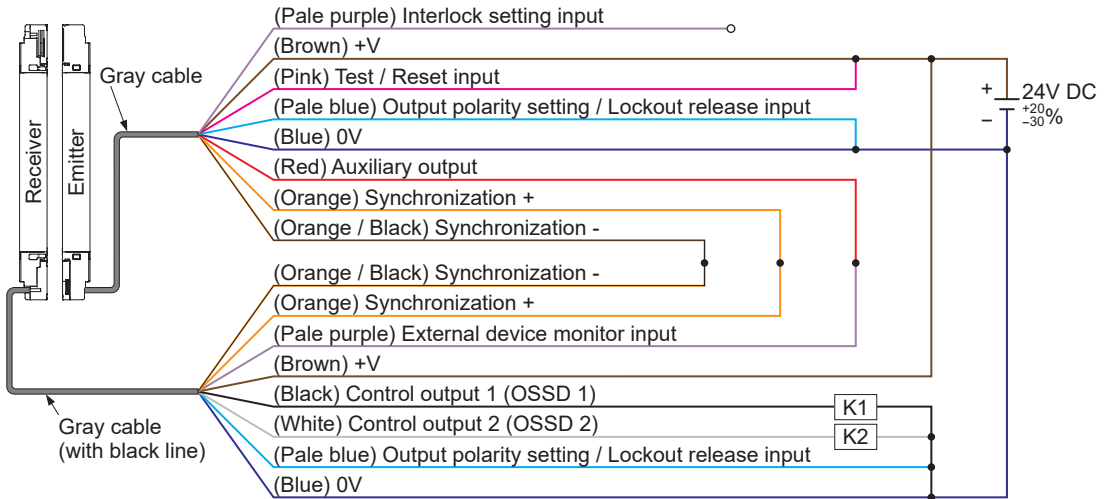 (Pale purple) Interlock setting input
(Brown) +V
Gray cable
(Pink) Test / Reset input
(Pale blue) Output polarity setting / Lockout release input
(Blue) 0V
(Red) Auxiliary output
(Orange) Synchronization +
(Orange / Black) Synchronization -
+
24V DC
+20
−30 %
−
Receiver
Emitter
(Orange / Black) Synchronization -
(Orange) Synchronization +
(Pale purple) External device monitor input
(Brown) +V
(Black) Control output 1 (OSSD 1)
K1
(White) Control output 2 (OSSD 2)
K2
(Pale blue) Output polarity setting / Lockout release input
(Blue) 0V
Gray cable
(with black line)